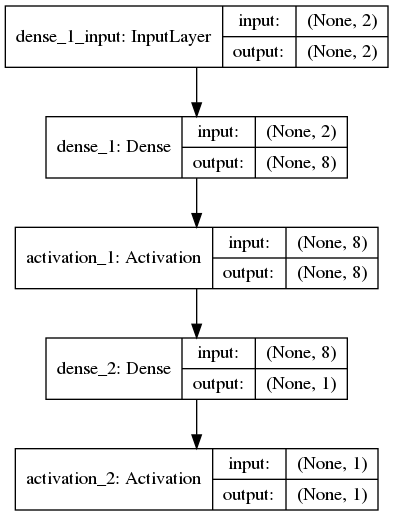 dense_1_input: InputLayer
input: (None, 2)
output: (None, 2)
dense_1: Dense
input: (None, 2)
output: (None, 8)
activation_1: Activation
input: (None, 8)
output: (None, 8)
dense_2: Dense
input: (None, 8)
output: (None, 1)
activation_2: Activation
input: (None, 1)
output: (None, 1)